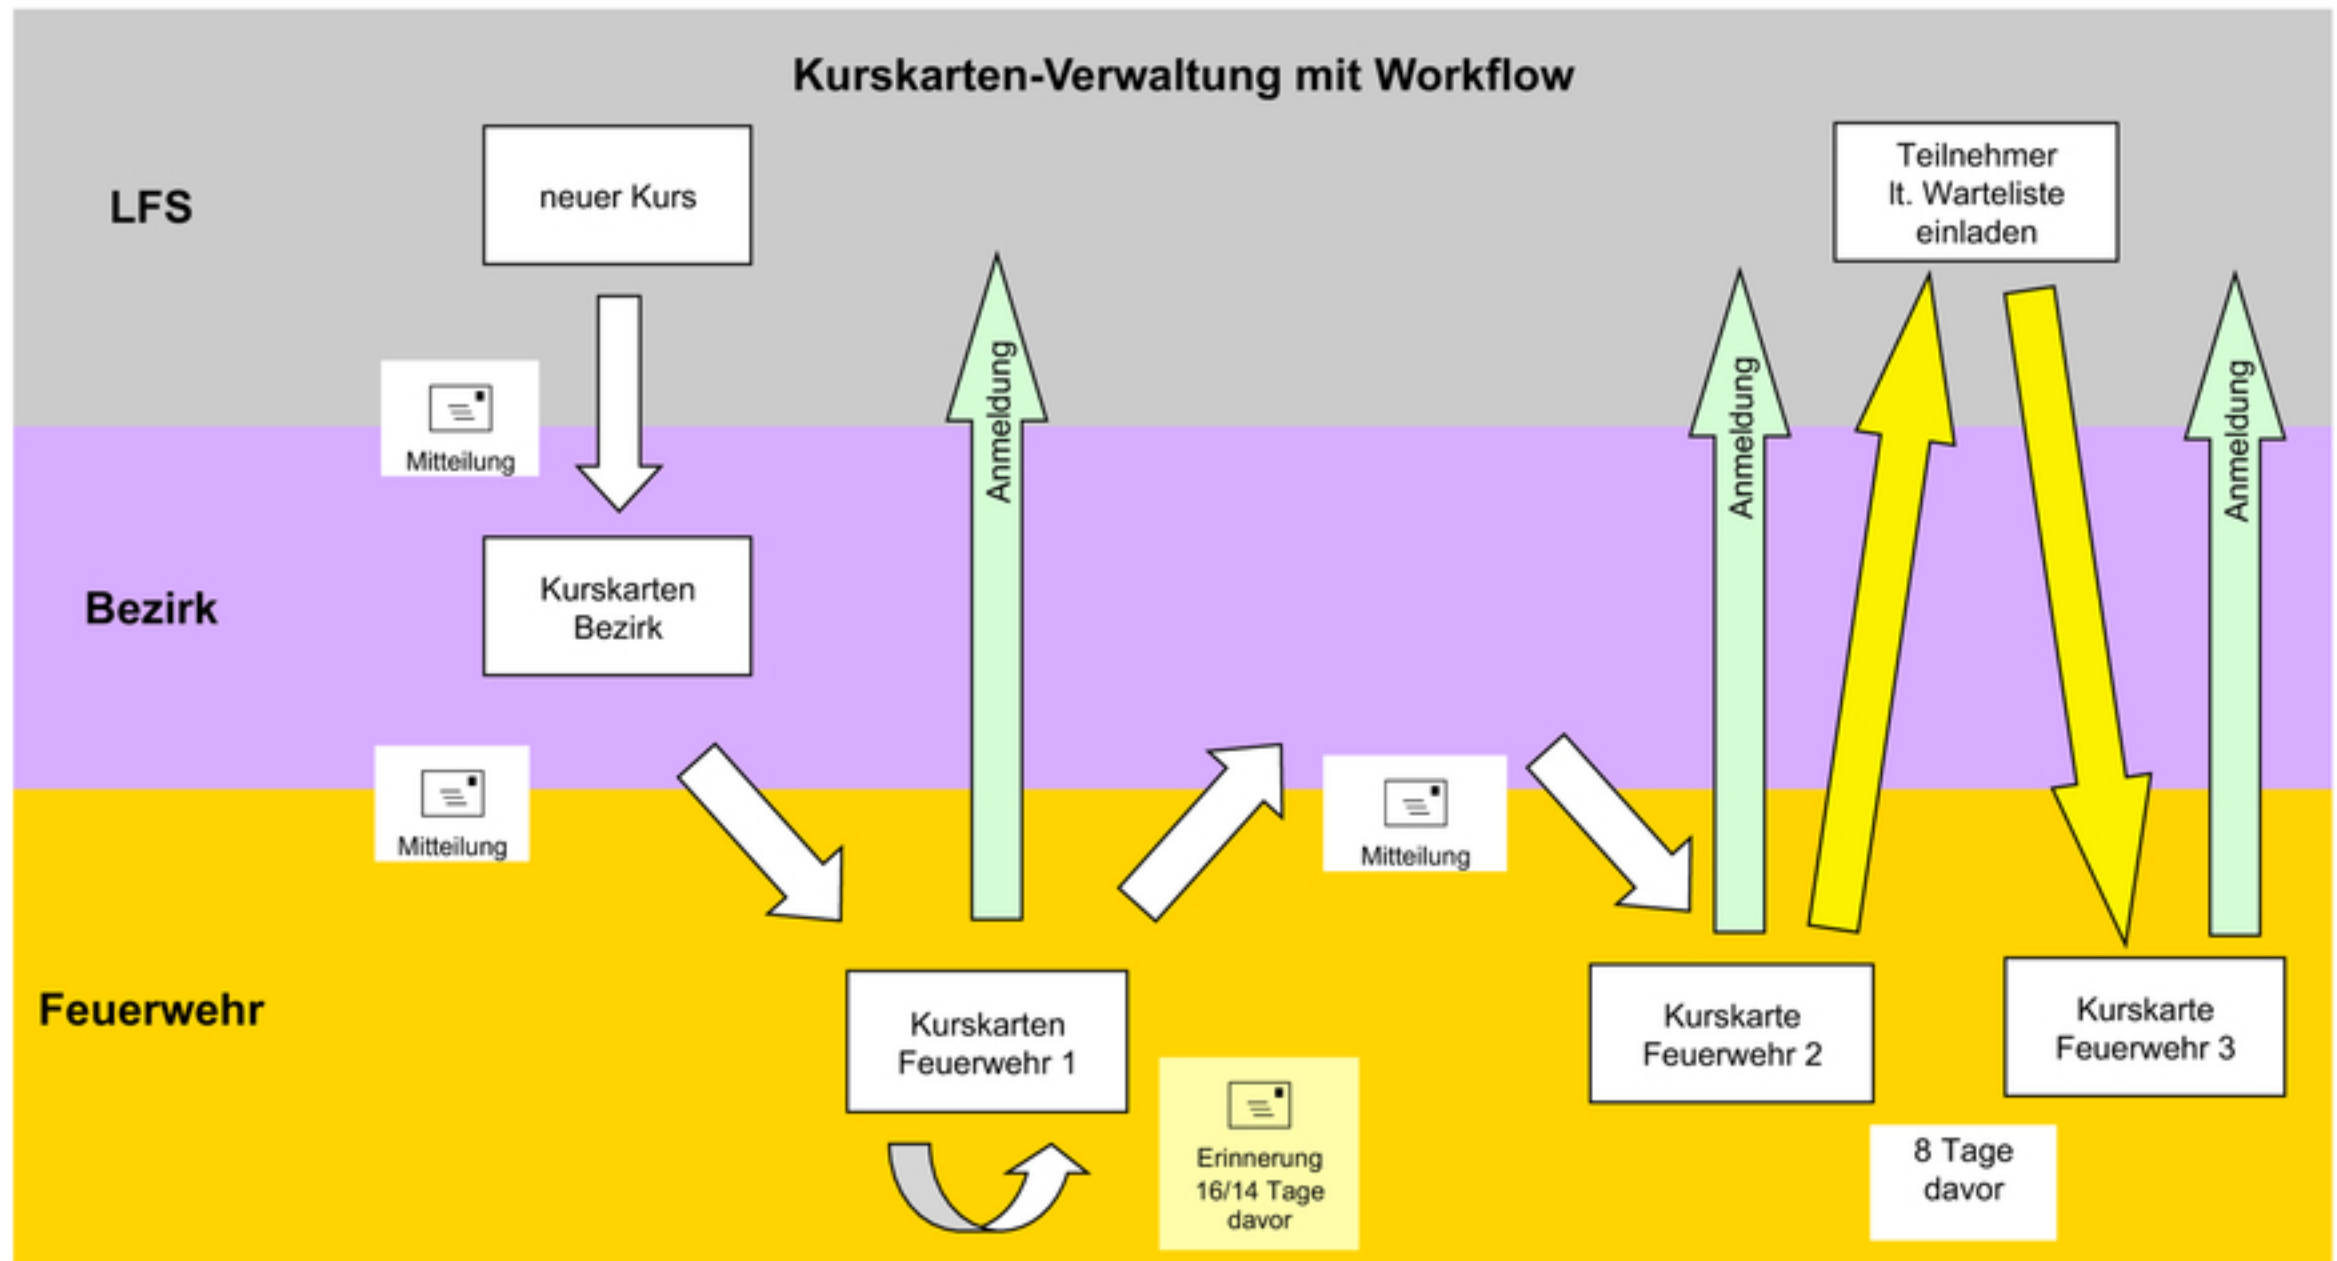 Kurskarten-Verwaltung mit Workflow
LFS
neuer Kurs
Teilnehmer
lt. Warteliste
einladen
Mitteilung
Anmeldung
Anmeldung
Anmeldung
Bezirk
Kurskarten
Bezirk
Mitteilung
Mitteilung
Feuerwehr
Kurskarten
Feuerwehr 1
Kurskarte
Feuerwehr 2
Kurskarte
Feuerwehr 3
Erinnerung
16/14 Tage
davor
8 Tage
davor